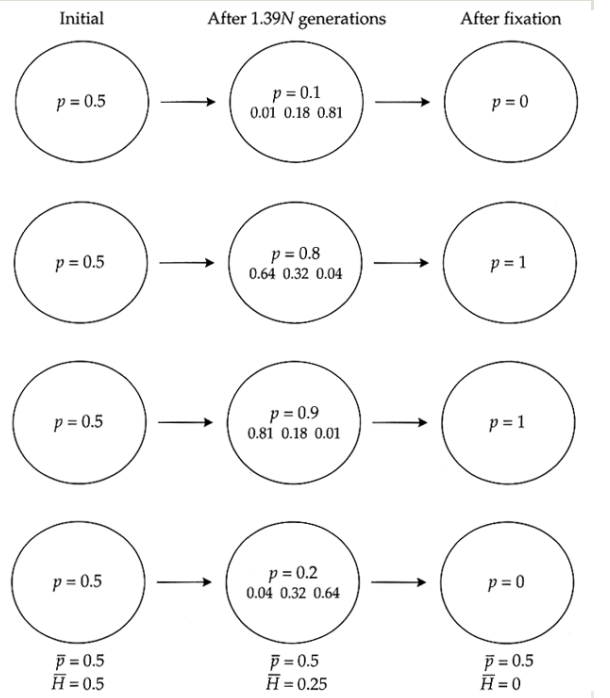 Initial After 1.39N generations After fixation
p = 0.5
p = 0.1
0.01 0.18 0.81
p = 0
p = 0.5
p = 0.8
0.64 0.32 0.04
p = 1
p = 0.5
p = 0.9
0.81 0.18 0.01
p = 1
p = 0.5
p = 0.2
0.04 0.32 0.64
p = 0
p̅ = 0.5 p̅ = 0.5 p̅ = 0.5
H̅ = 0.5 H̅ = 0.25 H̅ = 0